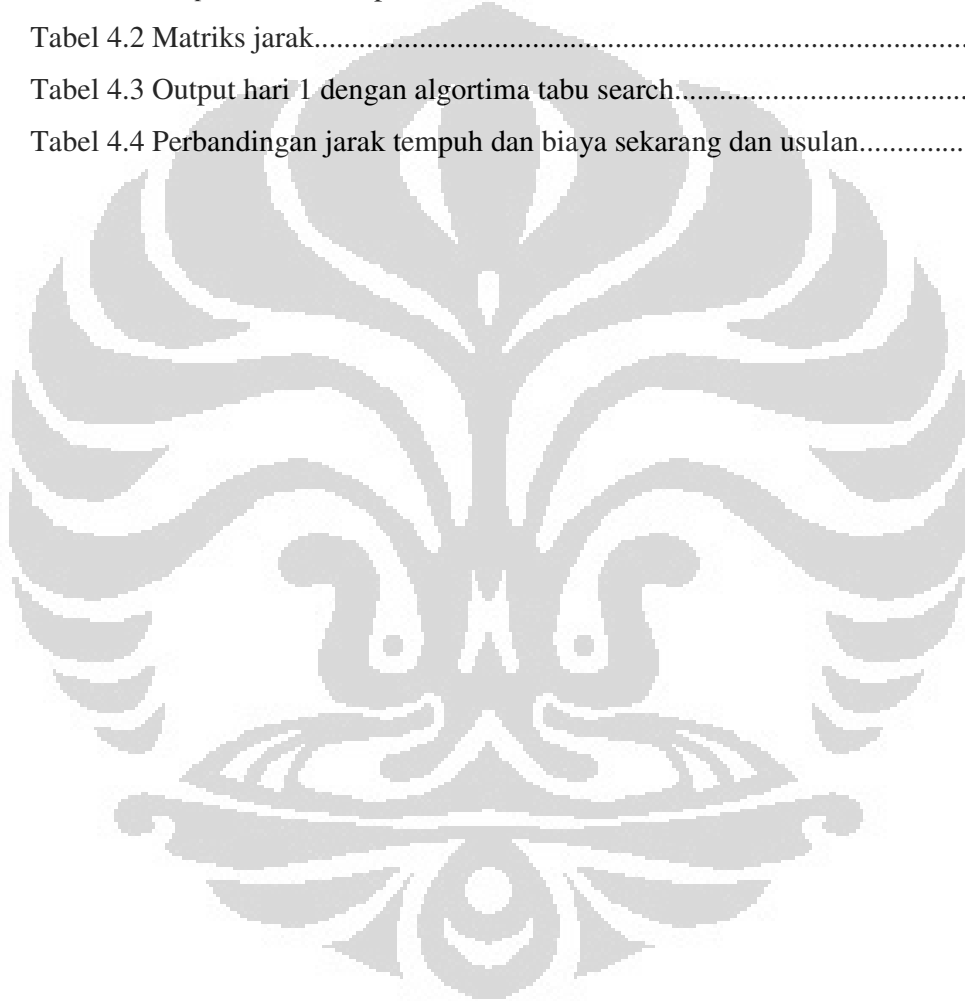 Tabel 4.2 Matriks jarak..........................................................................
Tabel 4.3 Output hari 1 dengan algortima tabu search................................
Tabel 4.4 Perbandingan jarak tempuh dan biaya sekarang dan usulan..............